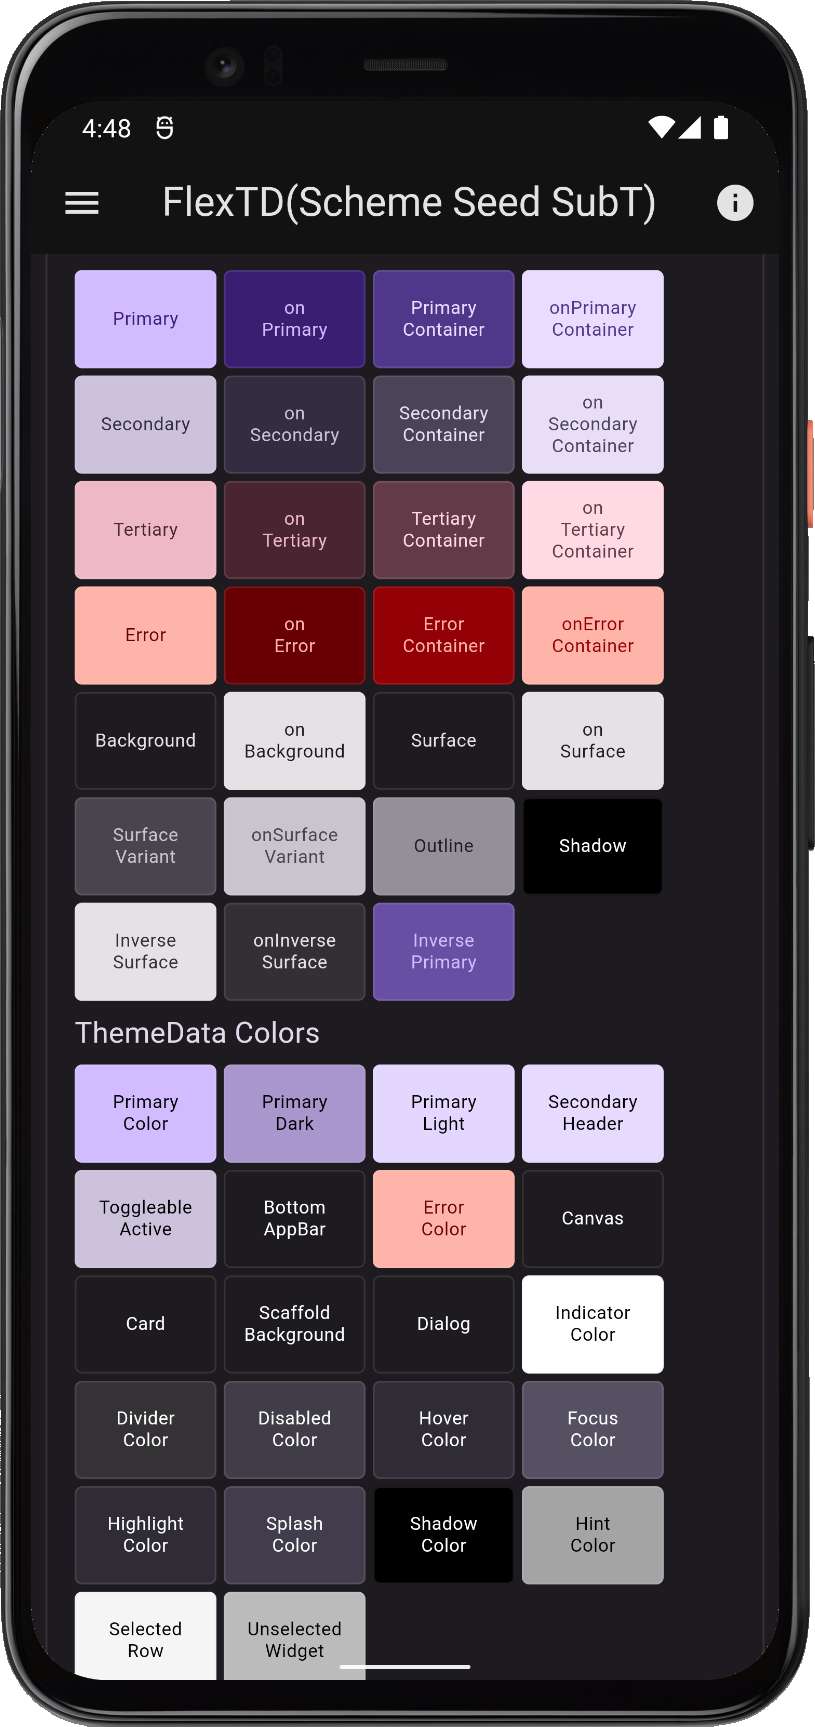 4:48
FlexTD(Scheme Seed SubT)
Primary
on
Primary
Primary
Container
onPrimary
Container
Secondary
on
Secondary
Secondary
Container
on
Secondary
Container
Tertiary
on
Tertiary
Tertiary
Container
on
Tertiary
Container
Error
on
Error
Error
Container
onError
Container
Background
on
Background
Surface
on
Surface
Surface
Variant
onSurface
Variant
Outline
Shadow
Inverse
Surface
onInverse
Surface
Inverse
Primary
ThemeData Colors
Primary
Color
Primary
Dark
Primary
Light
Secondary
Header
Toggleable
Active
Bottom
AppBar
Error
Color
Canvas
Card
Scaffold
Background
Dialog
Indicator
Color
Divider
Color
Disabled
Color
Hover
Color
Focus
Color
Highlight
Color
Splash
Color
Shadow
Color
Hint
Color
Selected
Row
Unselected
Widget